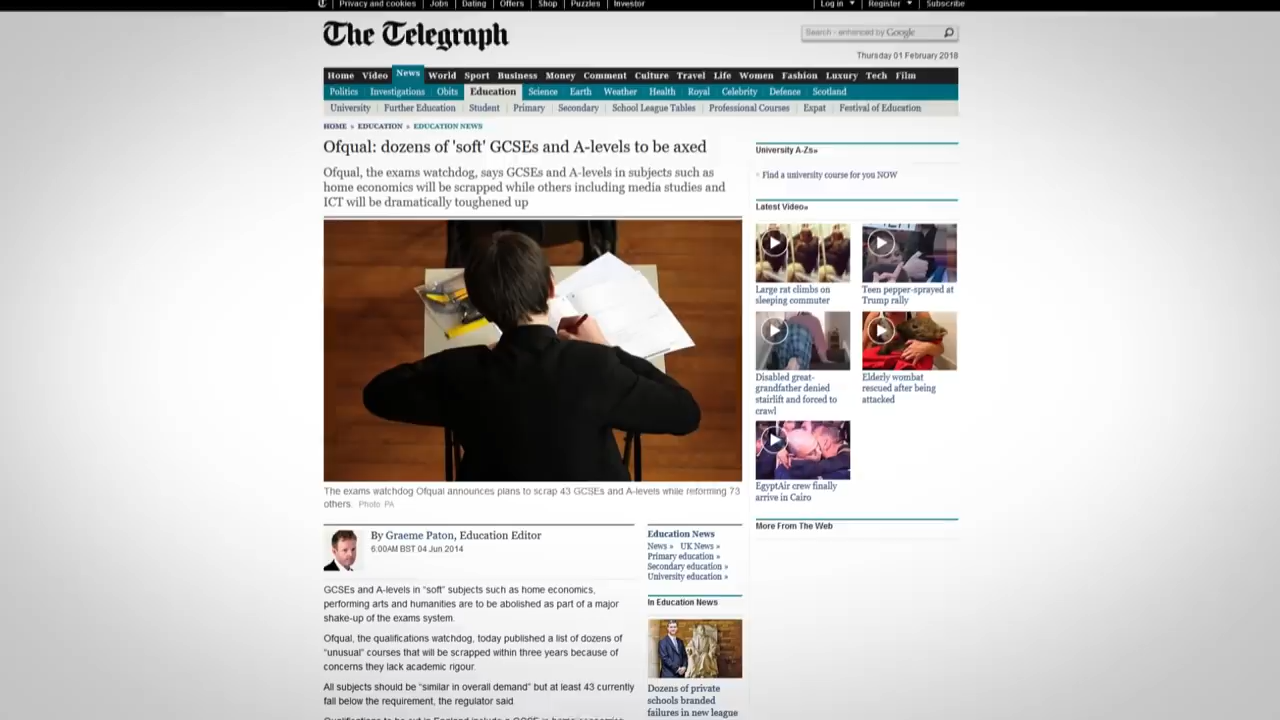 Privacy and cookies Jobs Dating Offers Shop Puzzles Investor Log in Register Subscribe
The Telegraph
Search - enhanced by Google
Thursday 01 February 2018
Home Video News World Sport Business Money Comment Culture Travel Life Women Fashion Luxury Tech Film
Politics Investigations Obits Education Science Earth Weather Health Royal Celebrity Defence Scotland
University Further Education Student Primary Secondary School League Tables Professional Courses Expat Festival of Education
HOME » EDUCATION » EDUCATION NEWS
Ofqual: dozens of 'soft' GCSEs and A-levels to be axed
Ofqual, the exams watchdog, says GCSEs and A-levels in subjects such as
home economics will be scrapped while others including media studies and
ICT will be dramatically toughened up
The exams watchdog Ofqual announces plans to scrap 43 GCSEs and A-levels while reforming 73
others. Photo: PA
By Graeme Paton, Education Editor
6:00AM BST 04 Jun 2014
GCSEs and A-levels in "soft" subjects such as home economics,
performing arts and humanities are to be abolished as part of a major
shake-up of the exams system.
Ofqual, the qualifications watchdog, today published a list of dozens of
"unusual" courses that will be scrapped within three years because of
concerns they lack academic rigour.
All subjects should be "similar in overall demand" but at least 43 currently
fall below the requirement, the regulator said.
Education News
News » UK News »
Primary education »
Secondary education »
University education »
In Education News
Dozens of private
schools branded
failures in new league
University A-Zs»
Find a university course for you NOW
Latest Video»
Large rat climbs on
sleeping commuter
Teen pepper-sprayed at
Trump rally
Disabled great-
grandfather denied
stairlift and forced to
crawl
Elderly wombat
rescued after being
attacked
EgyptAir crew finally
arrive in Cairo
More From The Web